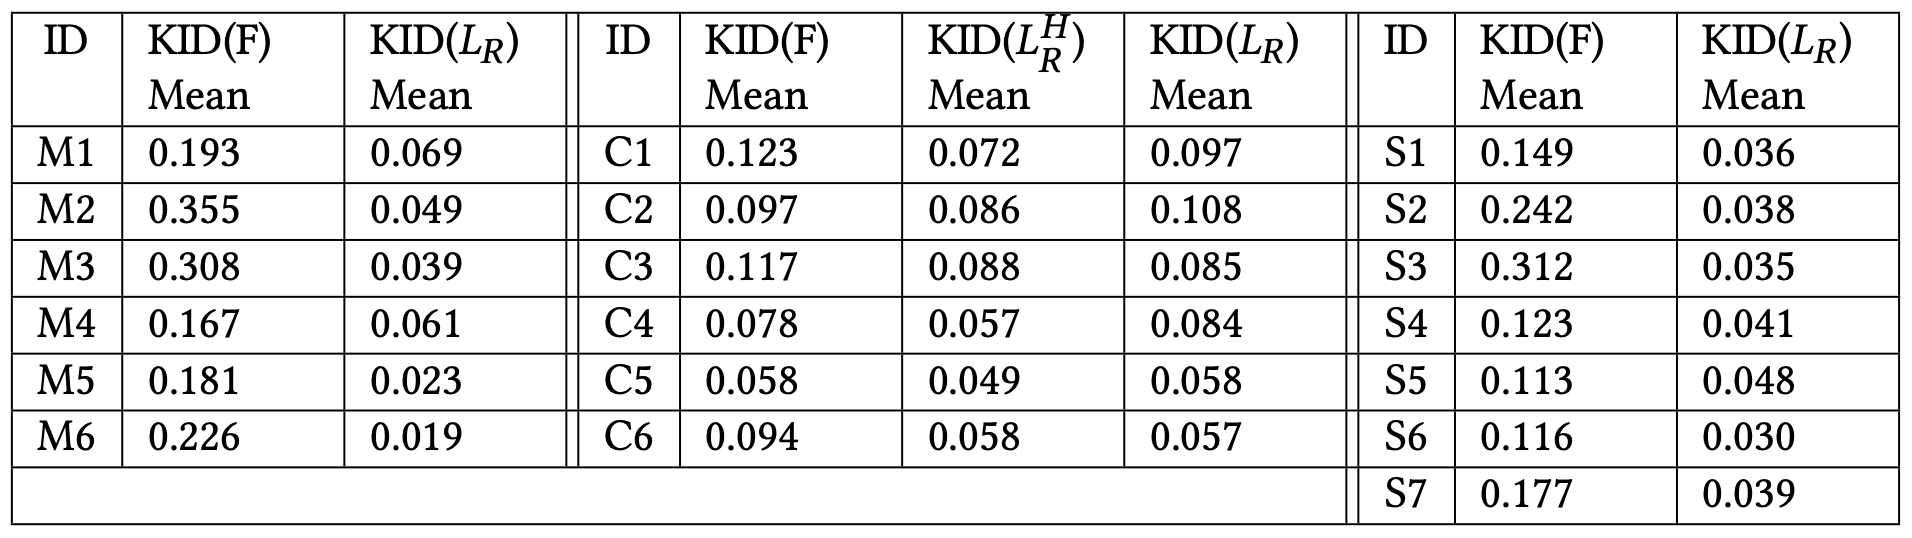 ID KID(F) KID(L_R) ID KID(F) KID(L_R^H) KID(L_R) ID KID(F) KID(L_R)
Mean Mean Mean Mean Mean Mean Mean
M1 0.193 0.069 C1 0.123 0.072 0.097 S1 0.149 0.036
M2 0.355 0.049 C2 0.097 0.086 0.108 S2 0.242 0.038
M3 0.308 0.039 C3 0.117 0.088 0.085 S3 0.312 0.035
M4 0.167 0.061 C4 0.078 0.057 0.084 S4 0.123 0.041
M5 0.181 0.023 C5 0.058 0.049 0.058 S5 0.113 0.048
M6 0.226 0.019 C6 0.094 0.058 0.057 S6 0.116 0.030
S7 0.177 0.039